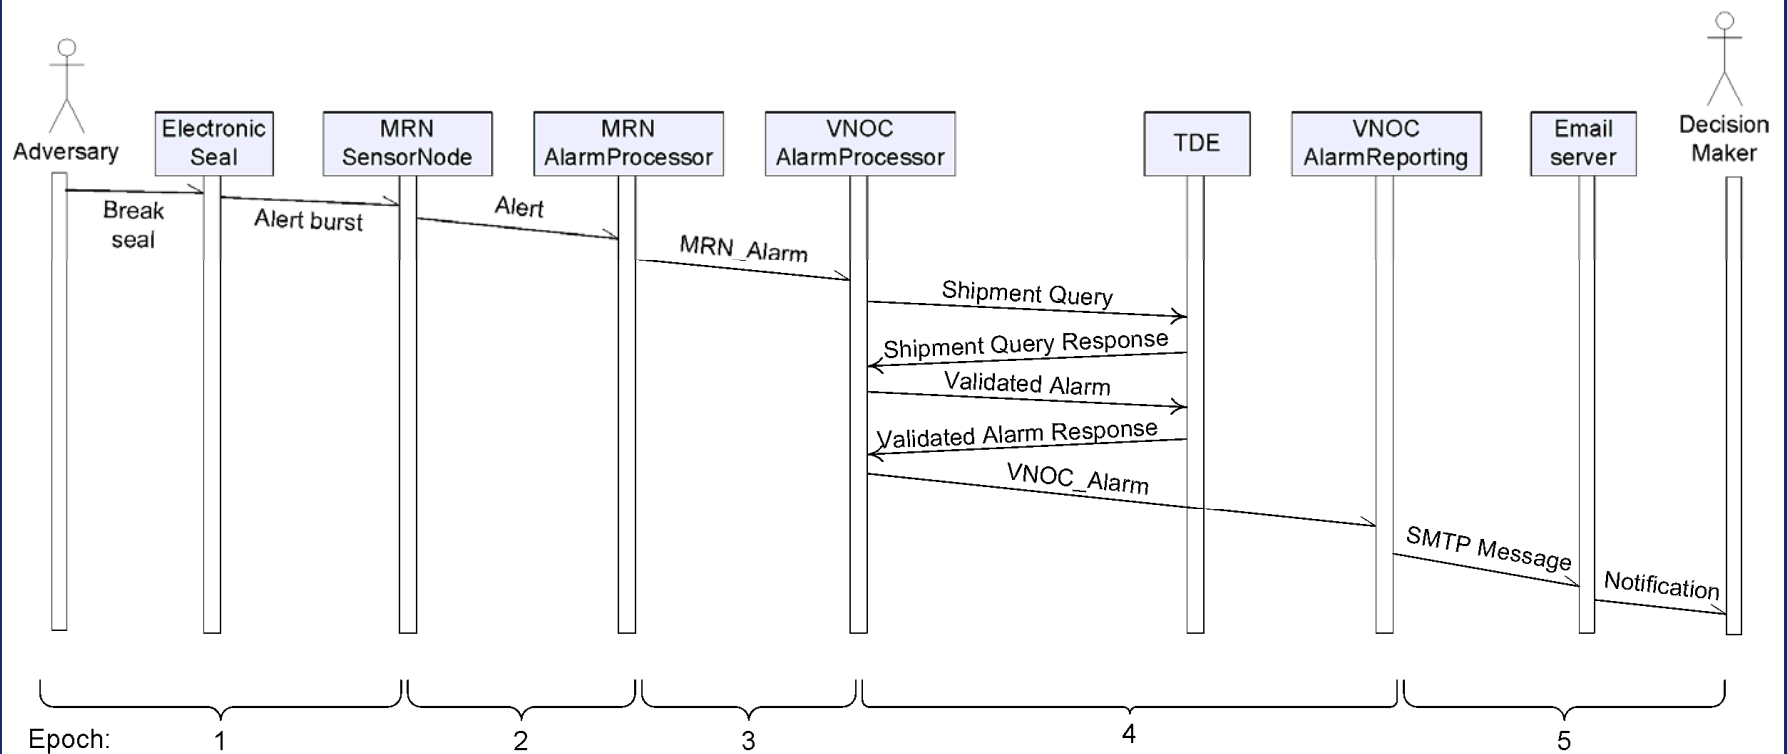 Adversary
Electronic
Seal
MRN
SensorNode
MRN
AlarmProcessor
VNOC
AlarmProcessor
TDE
VNOC
AlarmReporting
Email
server
Decision
Maker
Break
seal
Alert burst
Alert
MRN_Alarm
Shipment Query
Shipment Query Response
Validated Alarm
Validated Alarm Response
VNOC_Alarm
SMTP Message
Notification
Epoch: 1 2 3 4 5